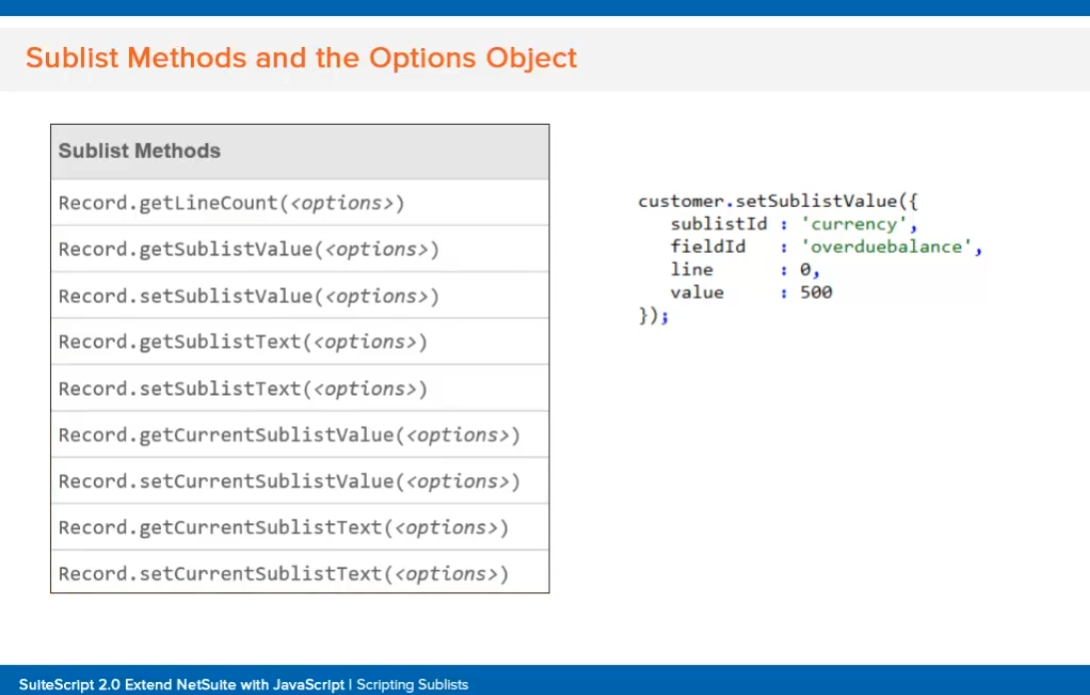 Sublist Methods and the Options Object
Sublist Methods
Record.getLineCount(<options>)
Record.getSublistValue(<options>)
Record.setSublistValue(<options>)
Record.getSublistText(<options>)
Record.setSublistText(<options>)
Record.getCurrentSublistValue(<options>)
Record.setCurrentSublistValue(<options>)
Record.getCurrentSublistText(<options>)
Record.setCurrentSublistText(<options>)
customer.setSublistValue({
sublistId : 'currency',
fieldId : 'overduebalance',
line : 0,
value : 500
});
SuiteScript 2.0 Extend NetSuite with JavaScript | Scripting Sublists